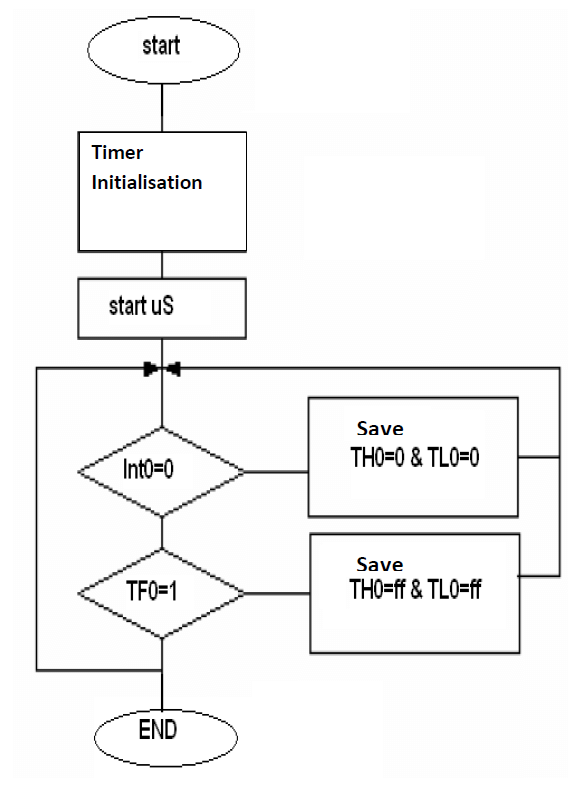 start
Timer
Initialisation
start uS
Int0=0
Save
TH0=0 & TL0=0
TF0=1
Save
TH0=ff & TL0=ff
END